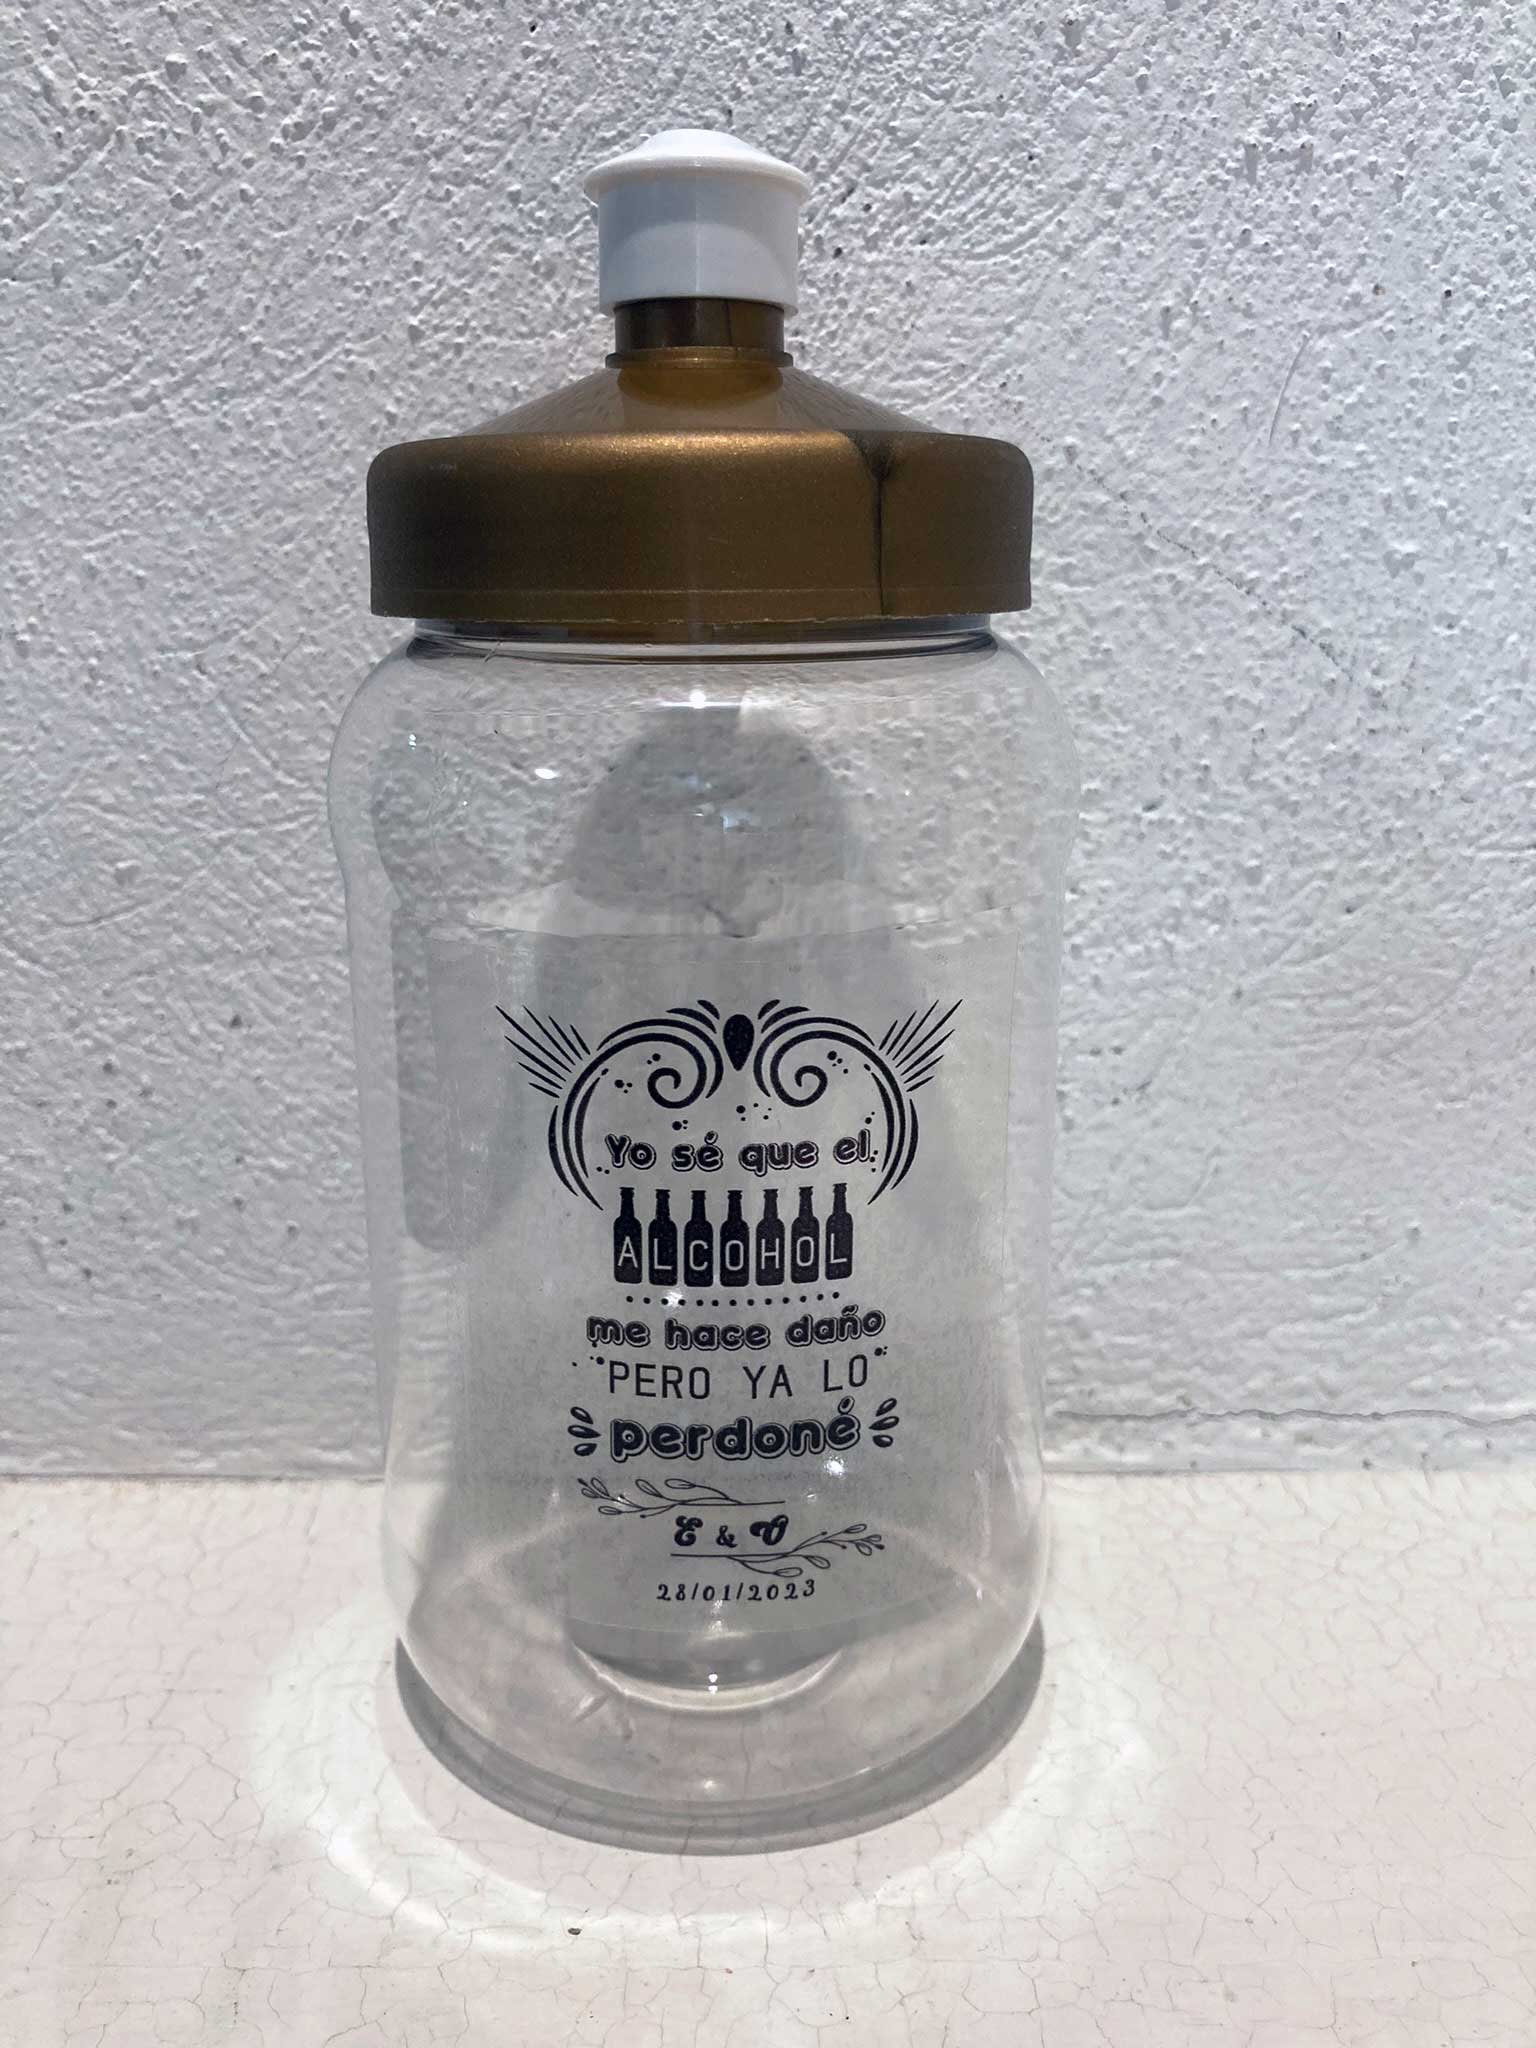 Yo sé que el
ALCOHOL
me hace daño
PERO YA LO
perdoné
E & O
28/01/2023